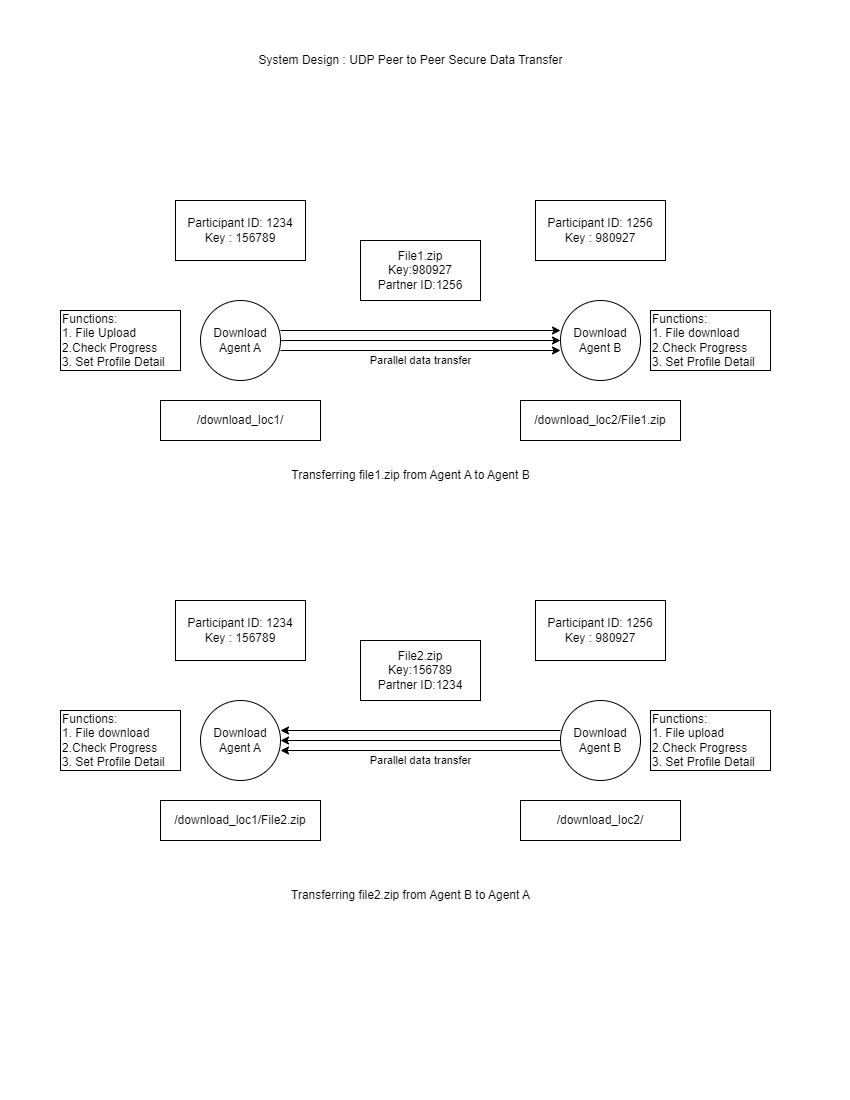 System Design : UDP Peer to Peer Secure Data Transfer
Participant ID: 1234
Key : 156789
Participant ID: 1256
Key : 980927
File1.zip
Key:980927
Partner ID:1256
Functions:
1. File Upload
2.Check Progress
3. Set Profile Detail
Download
Agent A
Parallel data transfer
Download
Agent B
Functions:
1. File download
2.Check Progress
3. Set Profile Detail
/download_loc1/
/download_loc2/File1.zip
Transferring file1.zip from Agent A to Agent B
Participant ID: 1234
Key : 156789
Participant ID: 1256
Key : 980927
File2.zip
Key:156789
Partner ID:1234
Functions:
1. File download
2.Check Progress
3. Set Profile Detail
Download
Agent A
Parallel data transfer
Download
Agent B
Functions:
1. File upload
2.Check Progress
3. Set Profile Detail
/download_loc1/File2.zip
/download_loc2/
Transferring file2.zip from Agent B to Agent A